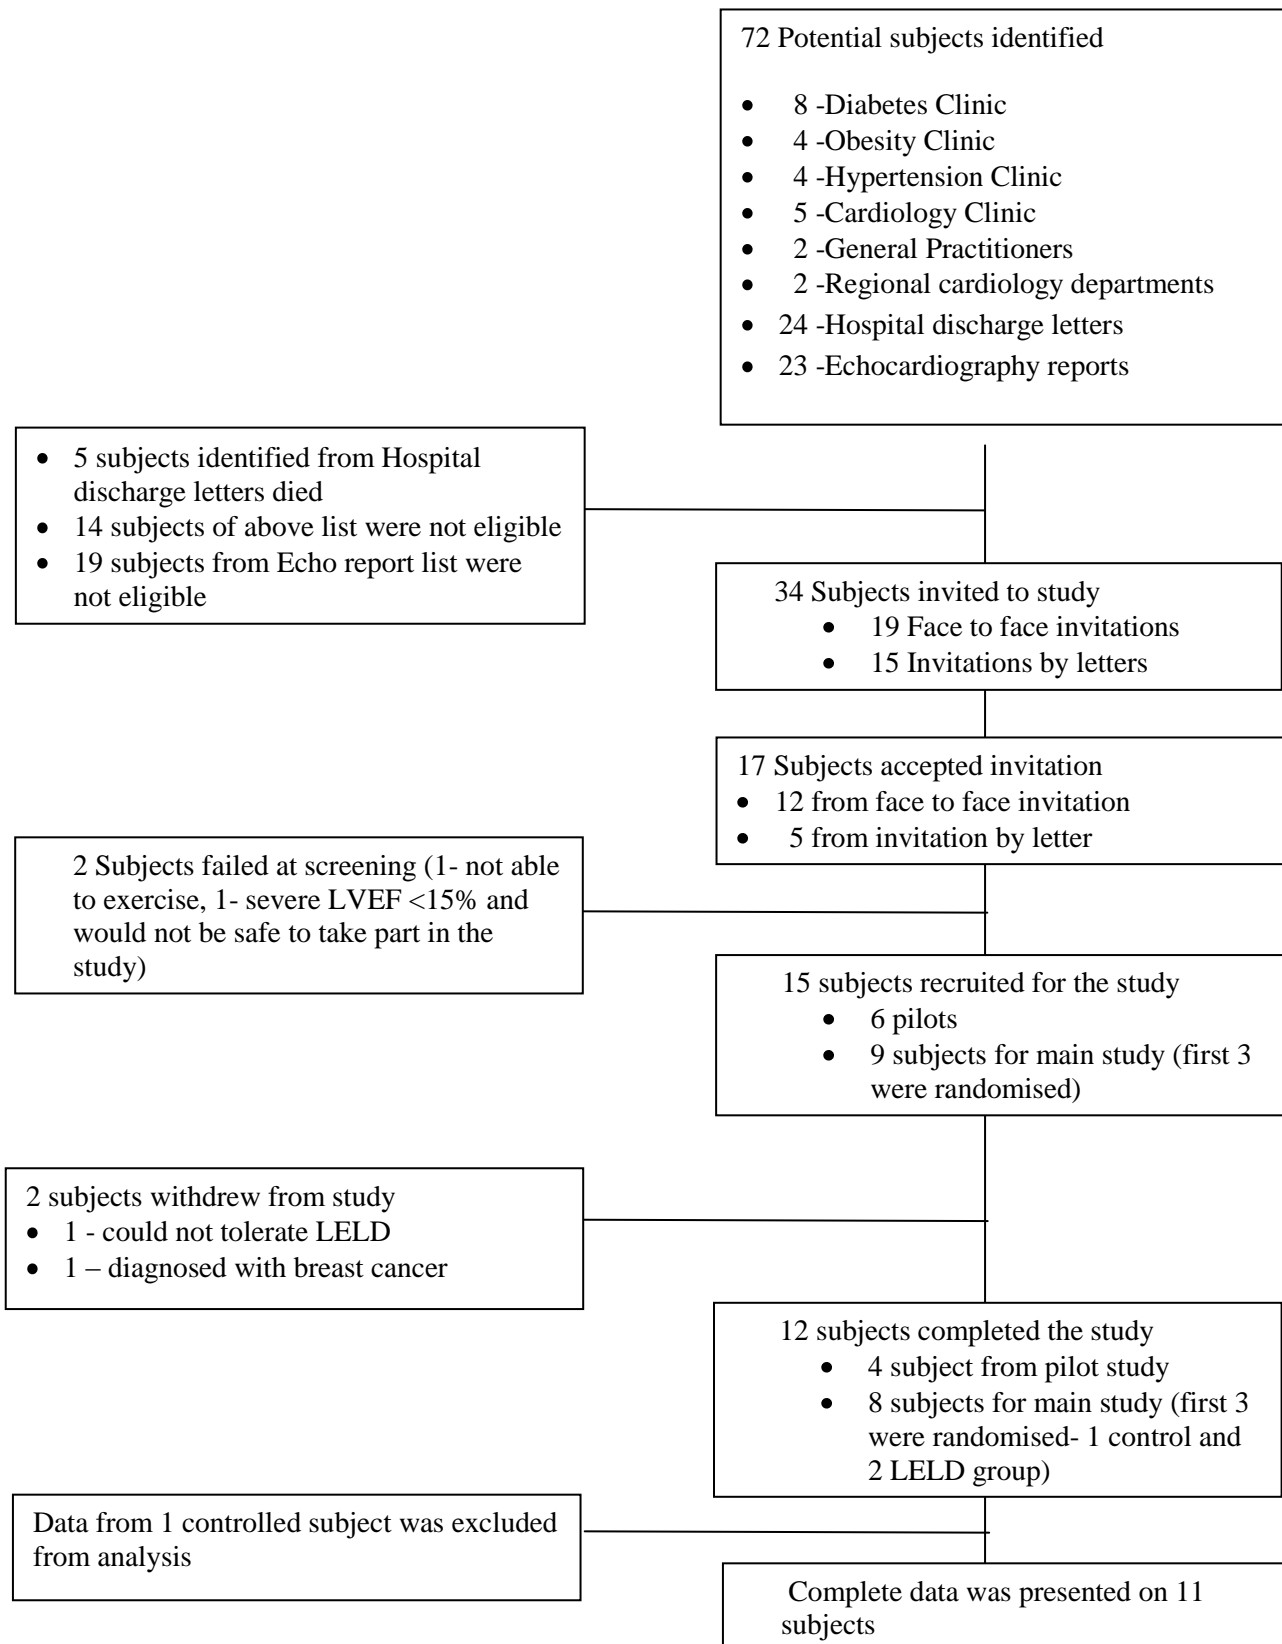 72 Potential subjects identified
• 8 -Diabetes Clinic
• 4 -Obesity Clinic
• 4 -Hypertension Clinic
• 5 -Cardiology Clinic
• 2 -General Practitioners
• 2 -Regional cardiology departments
• 24 -Hospital discharge letters
• 23 -Echocardiography reports
• 5 subjects identified from Hospital
discharge letters died
• 14 subjects of above list were not eligible
• 19 subjects from Echo report list were
not eligible
34 Subjects invited to study
• 19 Face to face invitations
• 15 Invitations by letters
17 Subjects accepted invitation
• 12 from face to face invitation
• 5 from invitation by letter
2 Subjects failed at screening (1- not able
to exercise, 1- severe LVEF <15% and
would not be safe to take part in the
study)
15 subjects recruited for the study
• 6 pilots
• 9 subjects for main study (first 3
were randomised)
2 subjects withdrew from study
• 1 - could not tolerate LELD
• 1 – diagnosed with breast cancer
12 subjects completed the study
• 4 subject from pilot study
• 8 subjects for main study (first 3
were randomised- 1 control and
2 LELD group)
Data from 1 controlled subject was excluded
from analysis
Complete data was presented on 11
subjects